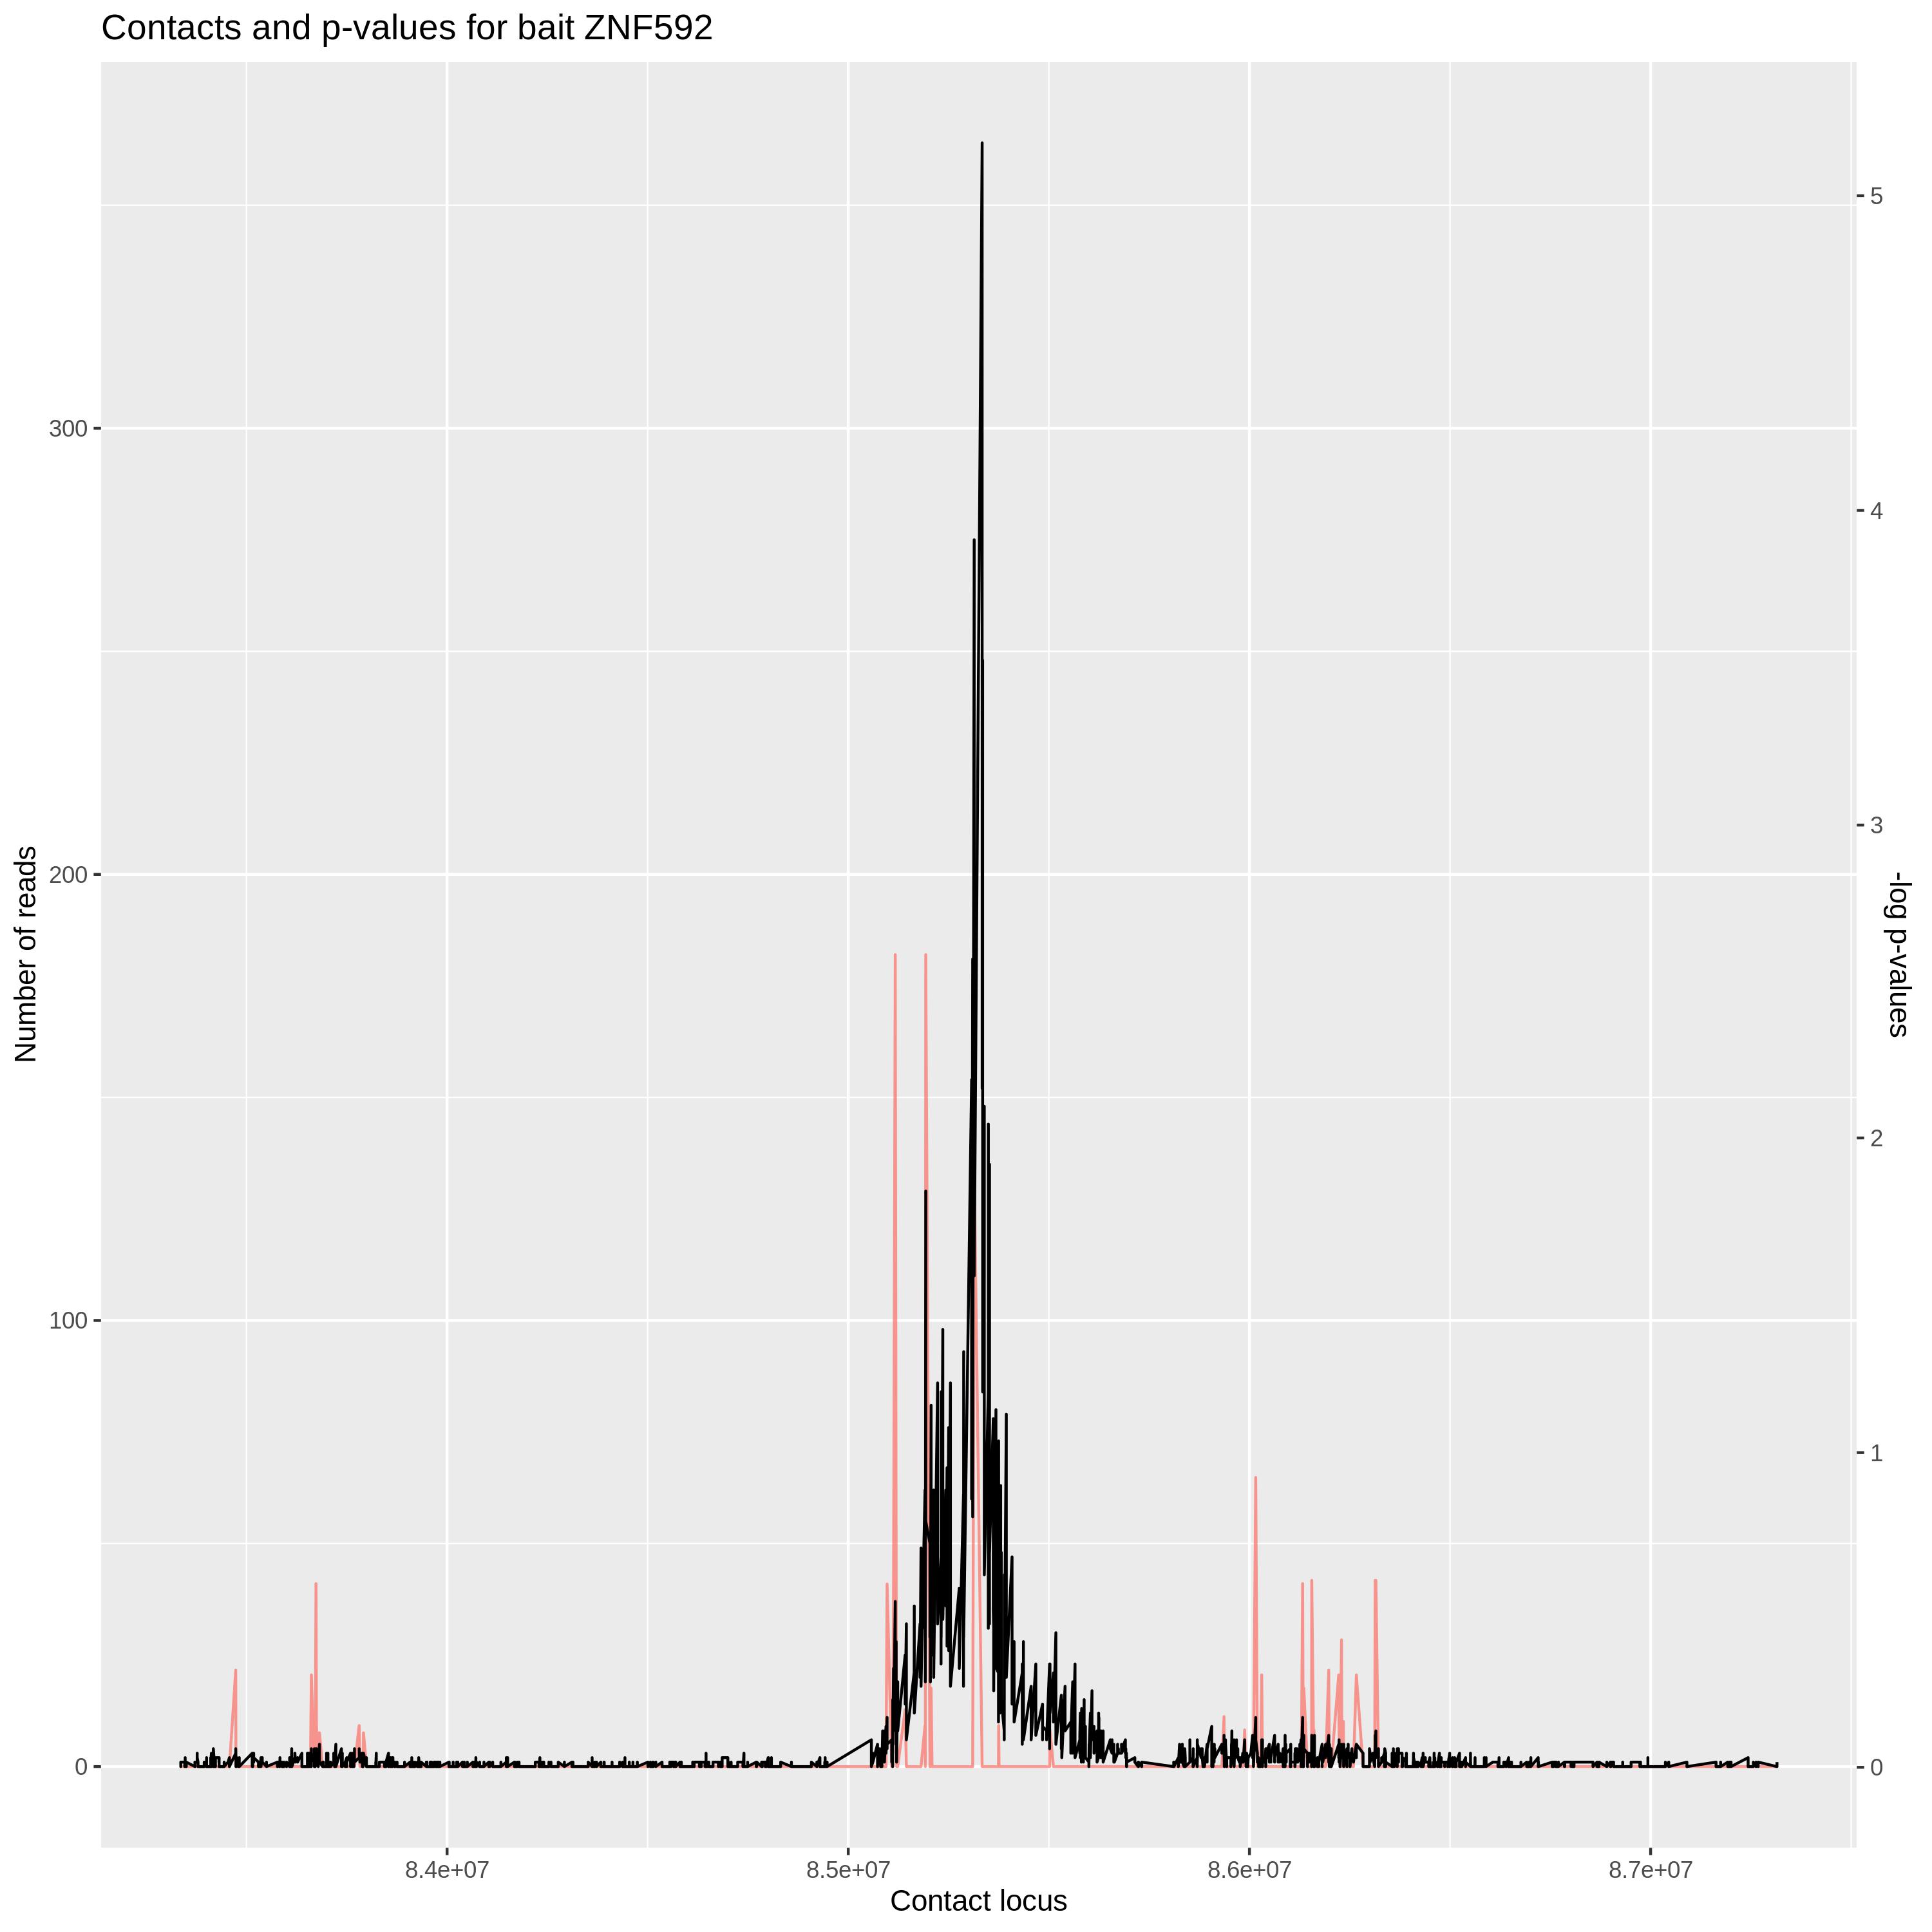 Contacts and p-values for bait ZNF592
Number of reads
300
200
100
0
5
4
3
2
1
0
-log p-values
8.4e+07
8.5e+07
8.6e+07
8.7e+07
Contact locus